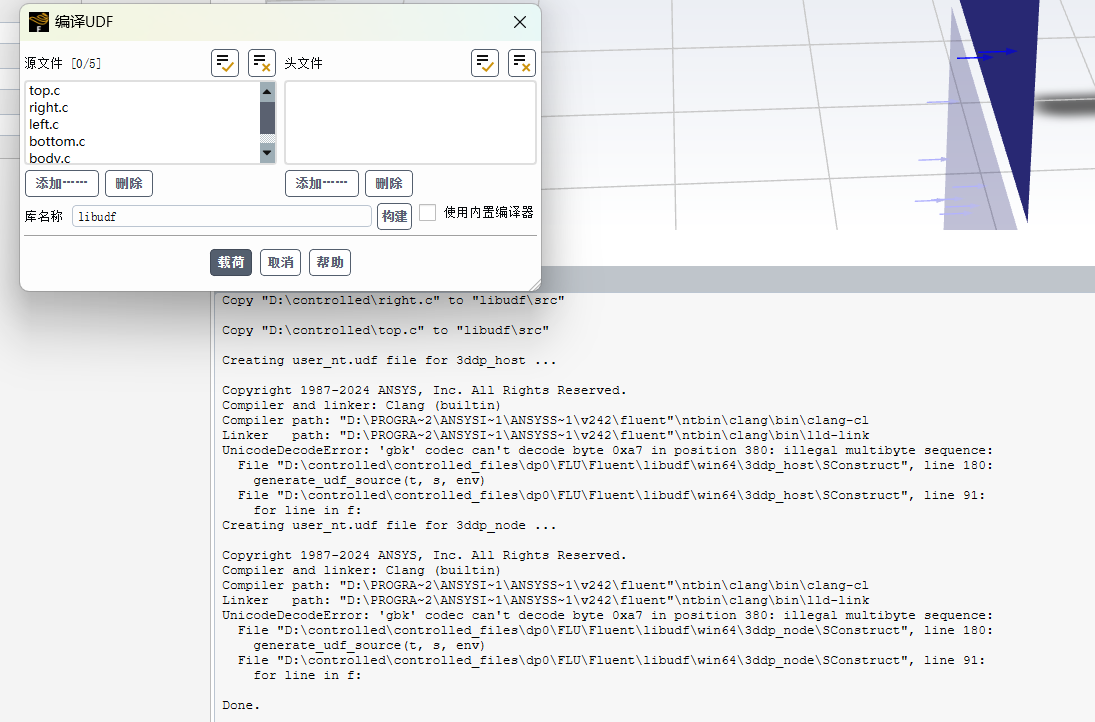 编译UDF
源文件 [0/5]
头文件
top.c
right.c
left.c
bottom.c
body.c
添加······ 删除
添加······ 删除
库名称 libudf 构建 使用内置编译器
载荷 取消 帮助
Copy "D:\controlled\right.c" to "libudf\src"
Copy "D:\controlled\top.c" to "libudf\src"
Creating user_nt.udf file for 3ddp_host ...
Copyright 1987-2024 ANSYS, Inc. All Rights Reserved.
Compiler and linker: Clang (builtin)
Compiler path: "D:\PROGRA~2\ANSYSI~1\ANSYSS~1\v242\fluent"\ntbin\clang\bin\clang-cl
Linker   path: "D:\PROGRA~2\ANSYSI~1\ANSYSS~1\v242\fluent"\ntbin\clang\bin\lld-link
UnicodeDecodeError: 'gbk' codec can't decode byte 0xa7 in position 380: illegal multibyte sequence:
  File "D:\controlled\controlled_files\dp0\FLU\Fluent\libudf\win64\3ddp_host\SConstruct", line 180:
    generate_udf_source(t, s, env)
  File "D:\controlled\controlled_files\dp0\FLU\Fluent\libudf\win64\3ddp_host\SConstruct", line 91:
    for line in f:
Creating user_nt.udf file for 3ddp_node ...
Copyright 1987-2024 ANSYS, Inc. All Rights Reserved.
Compiler and linker: Clang (builtin)
Compiler path: "D:\PROGRA~2\ANSYSI~1\ANSYSS~1\v242\fluent"\ntbin\clang\bin\clang-cl
Linker   path: "D:\PROGRA~2\ANSYSI~1\ANSYSS~1\v242\fluent"\ntbin\clang\bin\lld-link
UnicodeDecodeError: 'gbk' codec can't decode byte 0xa7 in position 380: illegal multibyte sequence:
  File "D:\controlled\controlled_files\dp0\FLU\Fluent\libudf\win64\3ddp_node\SConstruct", line 180:
    generate_udf_source(t, s, env)
  File "D:\controlled\controlled_files\dp0\FLU\Fluent\libudf\win64\3ddp_node\SConstruct", line 91:
    for line in f:
Done.